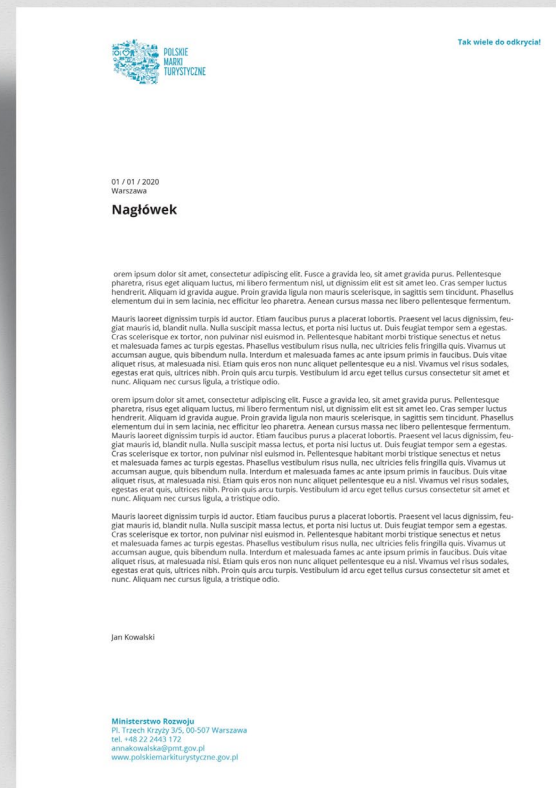 POLSKIE
MARKI
TURYSTYCZNE
Tak wiele do odkrycia!
01 / 01 / 2020
Warszawa
Nagłówek
orem ipsum dolor sit amet, consectetur adipiscing elit. Fusce a gravida leo, sit amet gravida purus. Pellentesque
pharetra, risus eget aliquam luctus, mi libero fermentum nisl, ut dignissim elit est sit amet leo. Cras semper luctus
hendrerit. Aliquam id gravida augue. Proin gravida ligula non mauris scelerisque, in sagittis sem tincidunt. Phasellus
elementum dui in sem lacinia, nec efficitur leo pharetra. Aenean cursus massa nec libero pellentesque fermentum.
Mauris laoreet dignissim turpis id auctor. Etiam faucibus purus a placerat lobortis. Praesent vel lacus dignissim, feu-
giat mauris id, blandit nulla. Nulla suscipit massa lectus, et porta nisi luctus ut. Duis feugiat tempor sem a egestas.
Cras scelerisque ex tortor, non pulvinar nisl euismod in. Pellentesque habitant morbi tristique senectus et netus
et malesuada fames ac turpis egestas. Phasellus vestibulum risus nulla, nec ultricies felis fringilla quis. Vivamus ut
accumsan augue, quis bibendum nulla. Interdum et malesuada fames ac ante ipsum primis in faucibus. Duis vitae
aliquet risus, at malesuada nisi. Etiam quis eros non nunc aliquet pellentesque eu a nisl. Vivamus vel risus sodales,
egestas erat quis, ultrices nibh. Proin quis arcu turpis. Vestibulum id arcu eget tellus cursus consectetur sit amet et
nunc. Aliquam nec cursus ligula, a tristique odio.
orem ipsum dolor sit amet, consectetur adipiscing elit. Fusce a gravida leo, sit amet gravida purus. Pellentesque
pharetra, risus eget aliquam luctus, mi libero fermentum nisl, ut dignissim elit est sit amet leo. Cras semper luctus
hendrerit. Aliquam id gravida augue. Proin gravida ligula non mauris scelerisque, in sagittis sem tincidunt. Phasellus
elementum dui in sem lacinia, nec efficitur leo pharetra. Aenean cursus massa nec libero pellentesque fermentum.
Mauris laoreet dignissim turpis id auctor. Etiam faucibus purus a placerat lobortis. Praesent vel lacus dignissim, feu-
giat mauris id, blandit nulla. Nulla suscipit massa lectus, et porta nisi luctus ut. Duis feugiat tempor sem a egestas.
Cras scelerisque ex tortor, non pulvinar nisl euismod in. Pellentesque habitant morbi tristique senectus et netus
et malesuada fames ac turpis egestas. Phasellus vestibulum risus nulla, nec ultricies felis fringilla quis. Vivamus ut
accumsan augue, quis bibendum nulla. Interdum et malesuada fames ac ante ipsum primis in faucibus. Duis vitae
aliquet risus, at malesuada nisi. Etiam quis eros non nunc aliquet pellentesque eu a nisl. Vivamus vel risus sodales,
egestas erat quis, ultrices nibh. Proin quis arcu turpis. Vestibulum id arcu eget tellus cursus consectetur sit amet et
nunc. Aliquam nec cursus ligula, a tristique odio.
Mauris laoreet dignissim turpis id auctor. Etiam faucibus purus a placerat lobortis. Praesent vel lacus dignissim, feu-
giat mauris id, blandit nulla. Nulla suscipit massa lectus, et porta nisi luctus ut. Duis feugiat tempor sem a egestas.
Cras scelerisque ex tortor, non pulvinar nisl euismod in. Pellentesque habitant morbi tristique senectus et netus
et malesuada fames ac turpis egestas. Phasellus vestibulum risus nulla, nec ultricies felis fringilla quis. Vivamus ut
accumsan augue, quis bibendum nulla. Interdum et malesuada fames ac ante ipsum primis in faucibus. Duis vitae
aliquet risus, at malesuada nisi. Etiam quis eros non nunc aliquet pellentesque eu a nisl. Vivamus vel risus sodales,
egestas erat quis, ultrices nibh. Proin quis arcu turpis. Vestibulum id arcu eget tellus cursus consectetur sit amet et
nunc. Aliquam nec cursus ligula, a tristique odio.
Jan Kowalski
Ministerstwo Rozwoju
Pl. Trzech Krzyży 3/5, 00-507 Warszawa
tel. +48 22 2443 172
annakowalska@pmt.gov.pl
www.polskiemarkiturystyczne.gov.pl